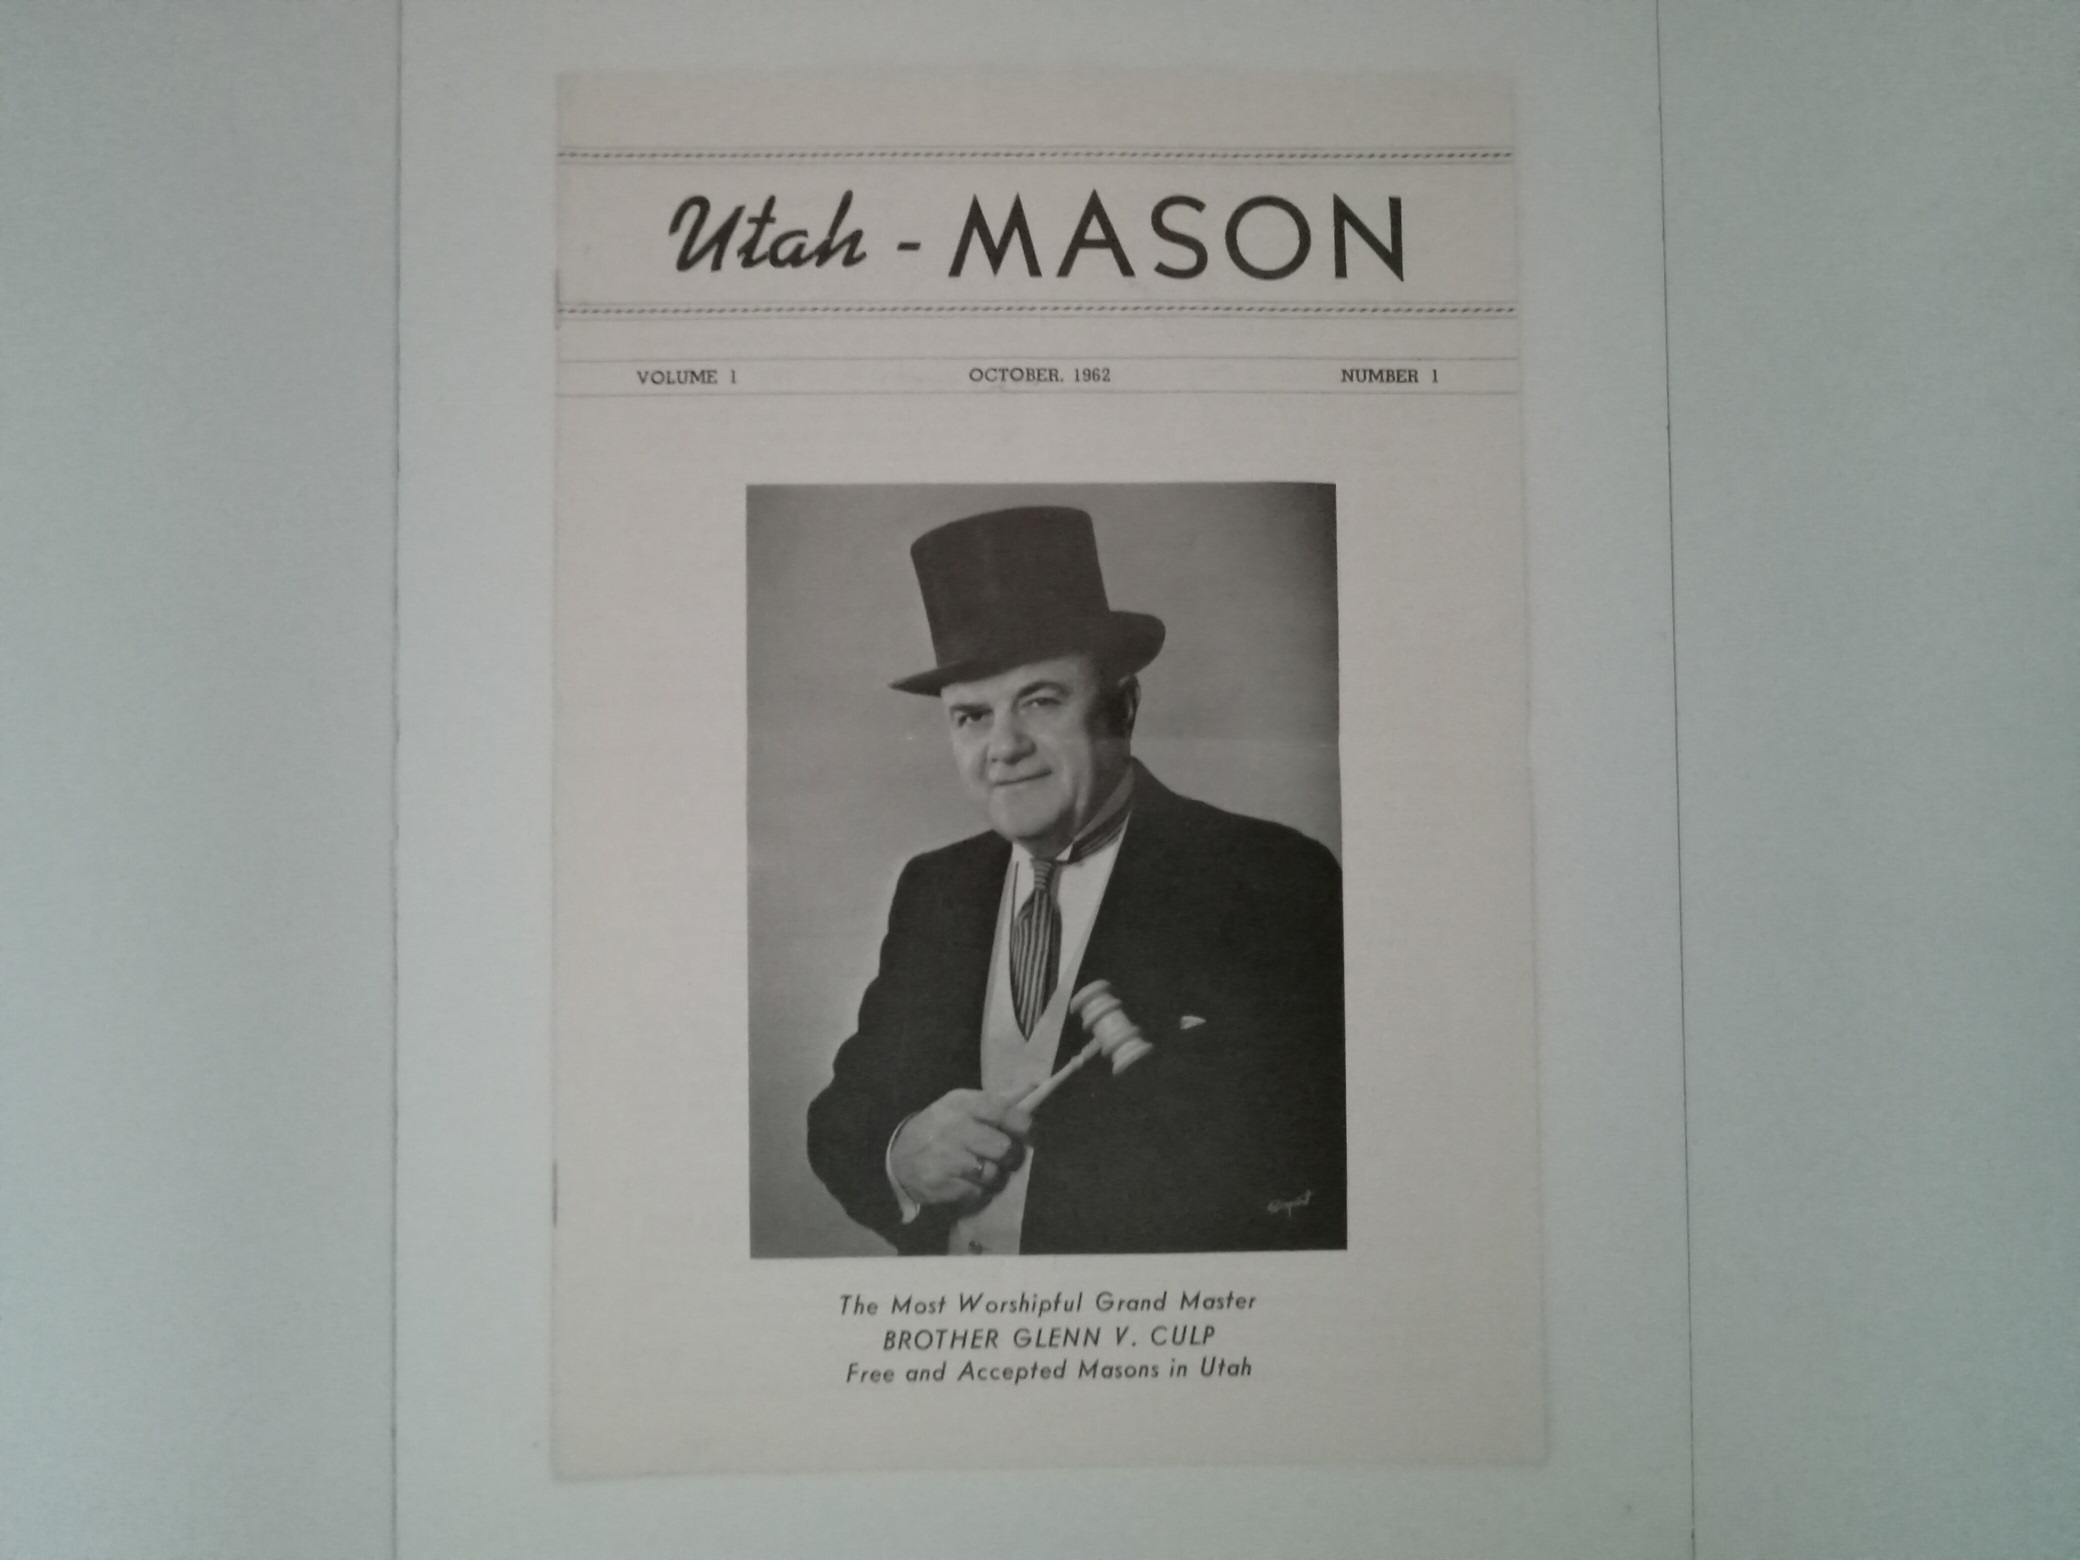 Utah - MASON
VOLUME 1 OCTOBER, 1962 NUMBER 1
The Most Worshipful Grand Master
BROTHER GLENN V. CULP
Free and Accepted Masons in Utah